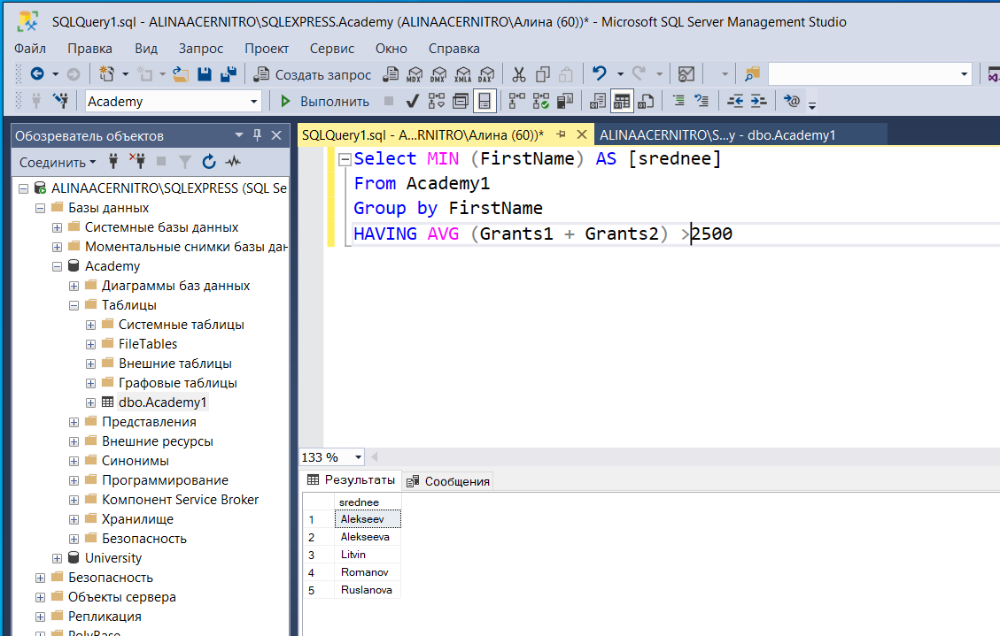 SQLQuery1.sql - ALINAACERNITRO\SQLEXPRESS.Academy (ALINAACERNITRO\Алина (60))* - Microsoft SQL Server Management Studio
Файл Правка Вид Запрос Проект Сервис Окно Справка
Создать запрос MDX DMX XMLA DAX
Academy Выполнить
Обозреватель объектов
SQLQuery1.sql - A...RNITRO\Алина (60))* ALINAACERNITRO\S...y - dbo.Academy1
Соединить
ALINAACERNITRO\SQLEXPRESS (SQL Se
Базы данных
Системные базы данных
Моментальные снимки базы дан
Academy
Диаграммы баз данных
Таблицы
Системные таблицы
FileTables
Внешние таблицы
Графовые таблицы
dbo.Academy1
Представления
Внешние ресурсы
Синонимы
Программирование
Компонент Service Broker
Хранилище
Безопасность
University
Безопасность
Объекты сервера
Репликация
PolyBase
Select MIN (FirstName) AS [srednee]
From Academy1
Group by FirstName
HAVING AVG (Grants1 + Grants2) >2500
133 %
Результаты Сообщения
srednee
1 Alekseev
2 Alekseeva
3 Litvin
4 Romanov
5 Ruslanova